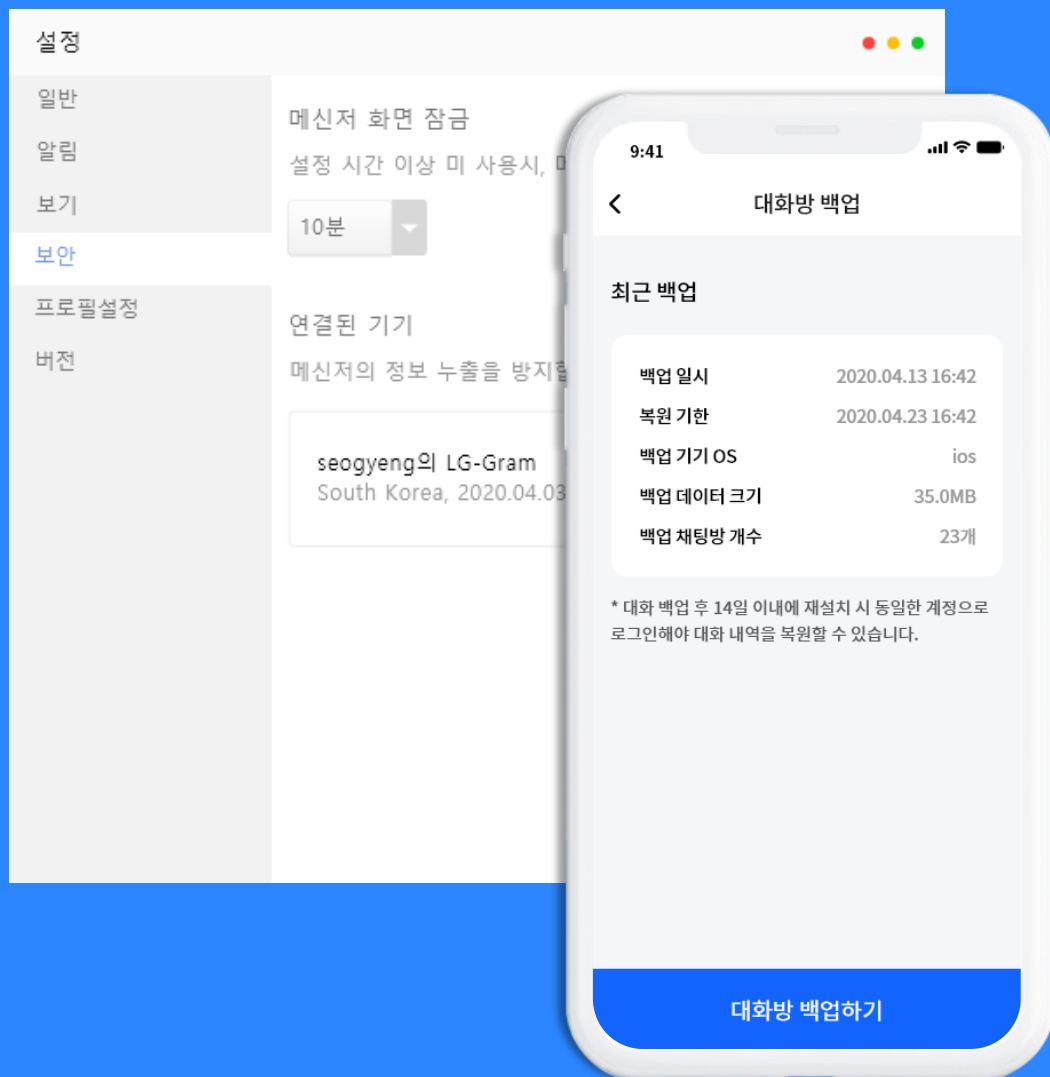 설정
일반
알림
보기
보안
프로필설정
버전
메신저 화면 잠금
설정 시간 이상 미 사용시,
10분
연결된 기기
메신저의 정보 누출을 방지
seogyeng의 LG-Gram
South Korea, 2020.04.03
9:41
대화방 백업
최근 백업
백업 일시 2020.04.13 16:42
복원 기한 2020.04.23 16:42
백업 기기 OS ios
백업 데이터 크기 35.0MB
백업 채팅방 개수 23개
* 대화 백업 후 14일 이내에 재설치 시 동일한 계정으로
로그인해야 대화 내역을 복원할 수 있습니다.
대화방 백업하기